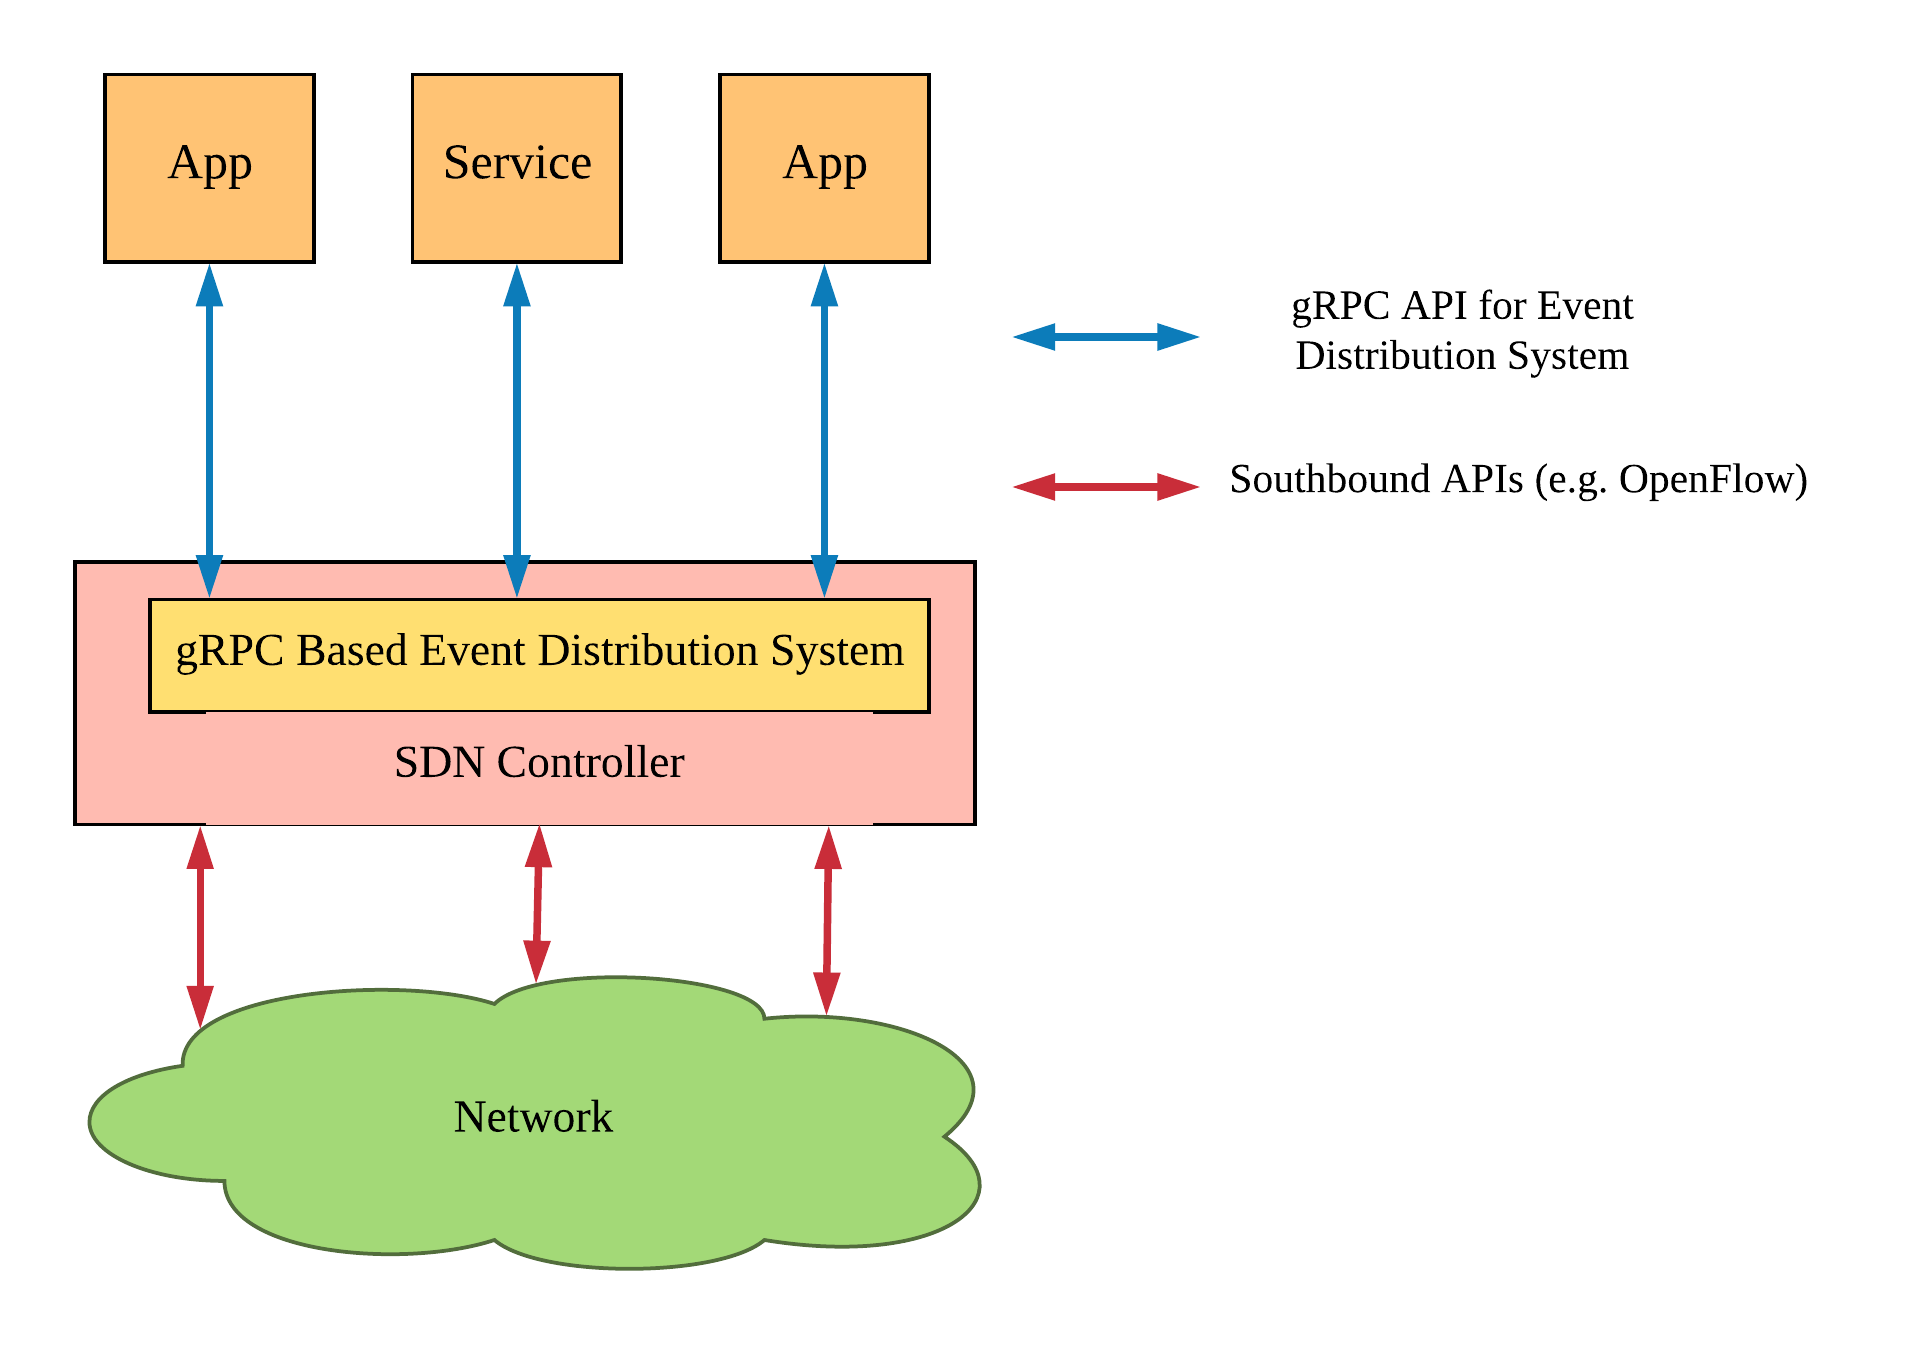 App
Service
App
gRPC API for Event
Distribution System
Southbound APIs (e.g. OpenFlow)
gRPC Based Event Distribution System
SDN Controller
Network